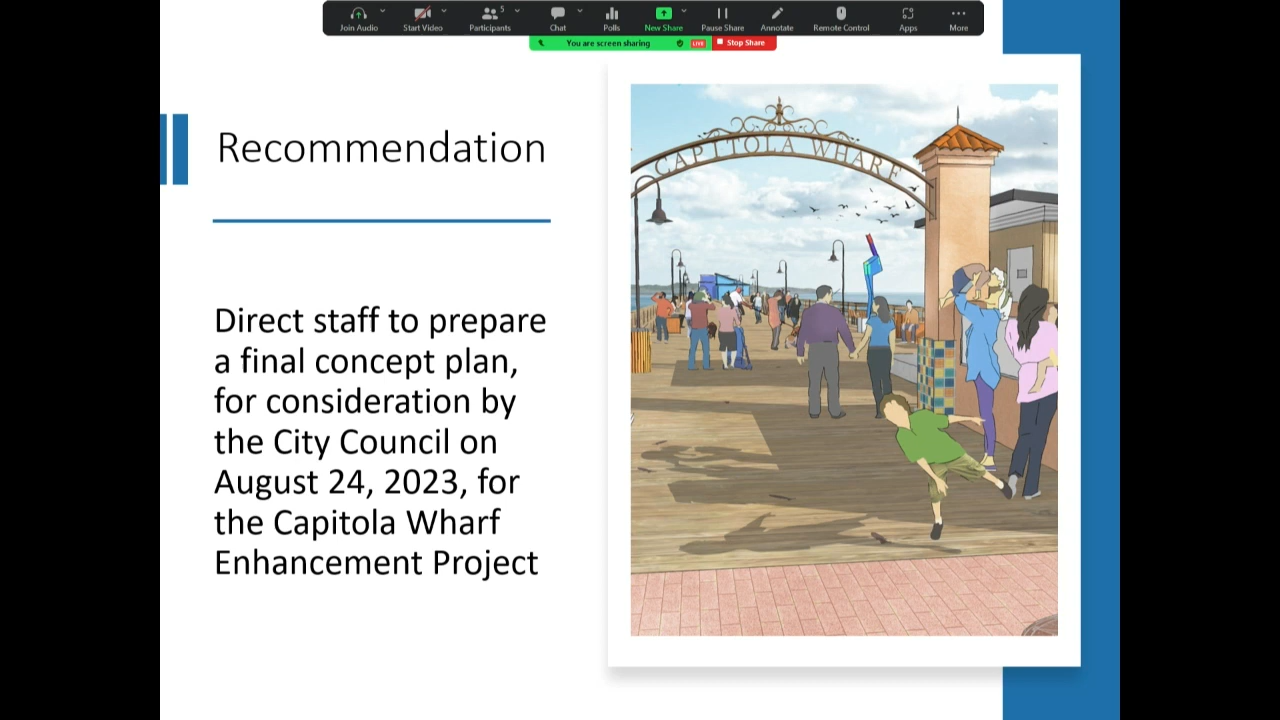 5
Join Audio
Start Video
Participants
Chat
Polls
New Share
Pause Share
Annotate
Remote Control
Apps
More
You are screen sharing
LIVE
Stop Share
Recommendation
Direct staff to prepare
a final concept plan,
for consideration by
the City Council on
August 24, 2023, for
the Capitola Wharf
Enhancement Project
CAPITOLA WHARF